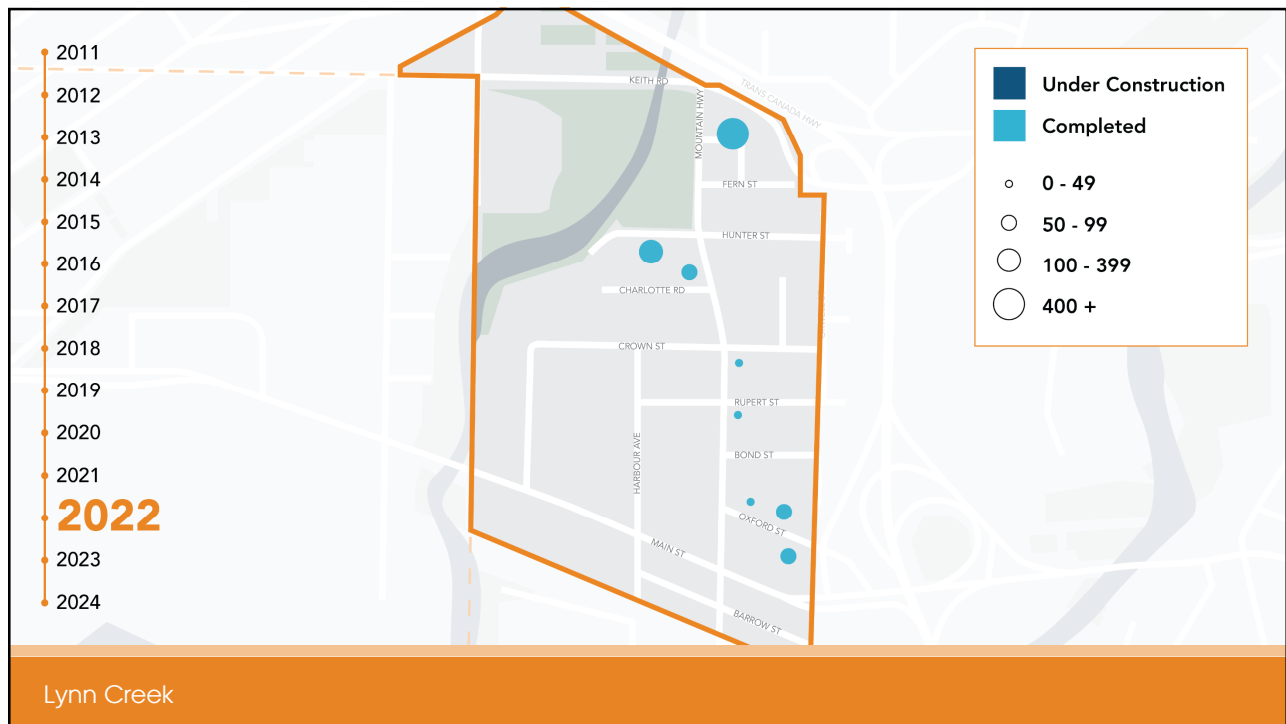 2011
2012
2013
2014
2015
2016
2017
2018
2019
2020
2021
2022
2023
2024
KEITH RD
TRANS CANADA HWY
MOUNTAIN HWY
FERN ST
HUNTER ST
CHARLOTTE RD
CROWN ST
RUPERT ST
HARBOUR AVE
BOND ST
OXFORD ST
MAIN ST
BARROW ST
Under Construction
Completed
0 - 49
50 - 99
100 - 399
400 +
Lynn Creek